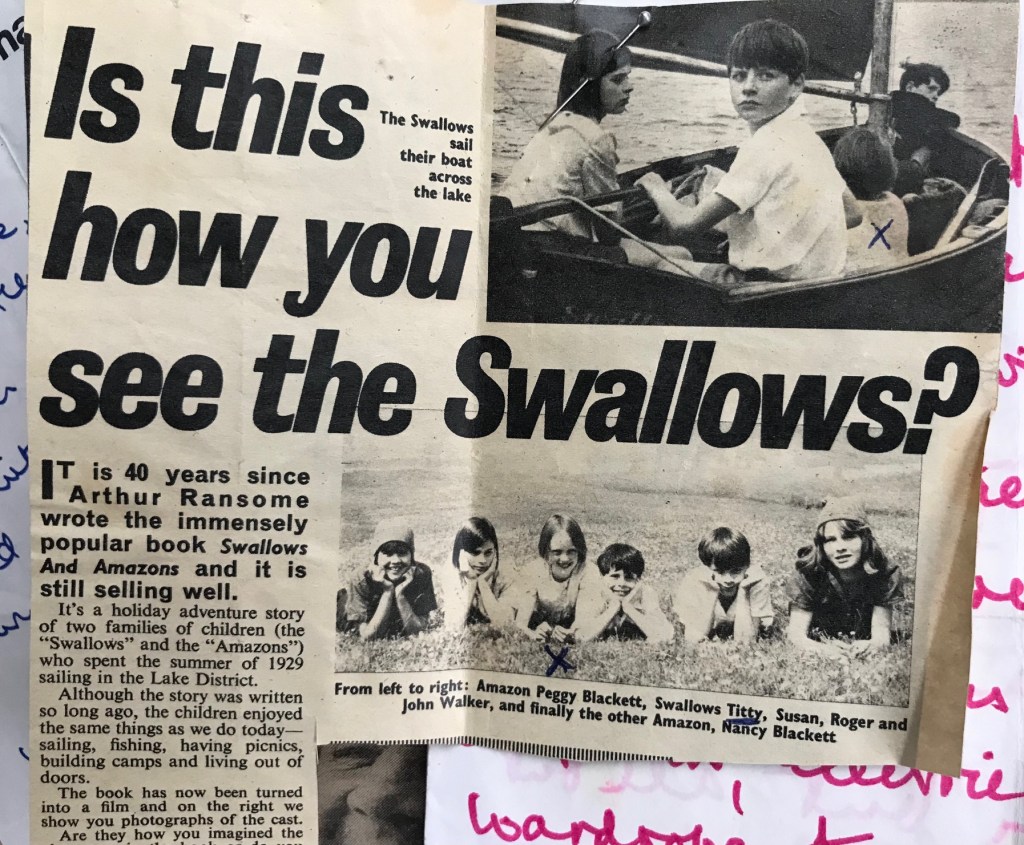 Is this
how you
see the Swallows?
The Swallows
sail
their boat
across
the lake
IT is 40 years since
Arthur Ransome
wrote the immensely
popular book Swallows
And Amazons and it is
still selling well.
It's a holiday adventure story
of two families of children (the
“Swallows” and the “Amazons”)
who spent the summer of 1929
sailing in the Lake District.
Although the story was written
so long ago, the children enjoyed
the same things as we do today—
sailing, fishing, having picnics,
building camps and living out of
doors.
The book has now been turned
into a film and on the right we
show you photographs of the cast.
Are they how you imagined the
From left to right: Amazon Peggy Blackett, Swallows Titty, Susan, Roger and
John Walker, and finally the other Amazon, Nancy Blackett
X
X